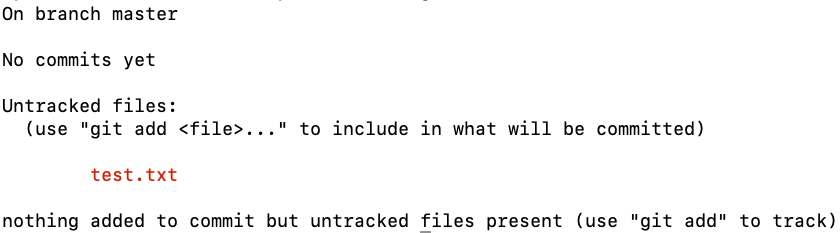 On branch master
No commits yet
Untracked files:
(use "git add <file>..." to include in what will be committed)
test.txt
nothing added to commit but untracked files present (use "git add" to track)